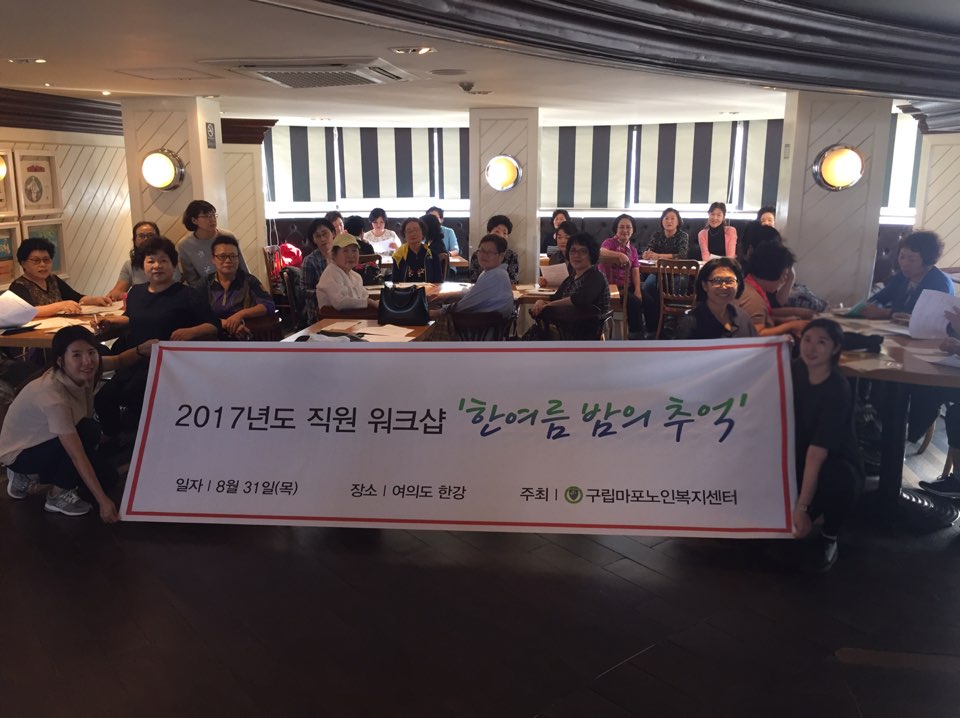 2017년도 직원 워크샵 '한여름 밤의 추억'
일자 | 8월 31일(목) 장소 | 여의도 한강 주최 | 구립마포노인복지센터